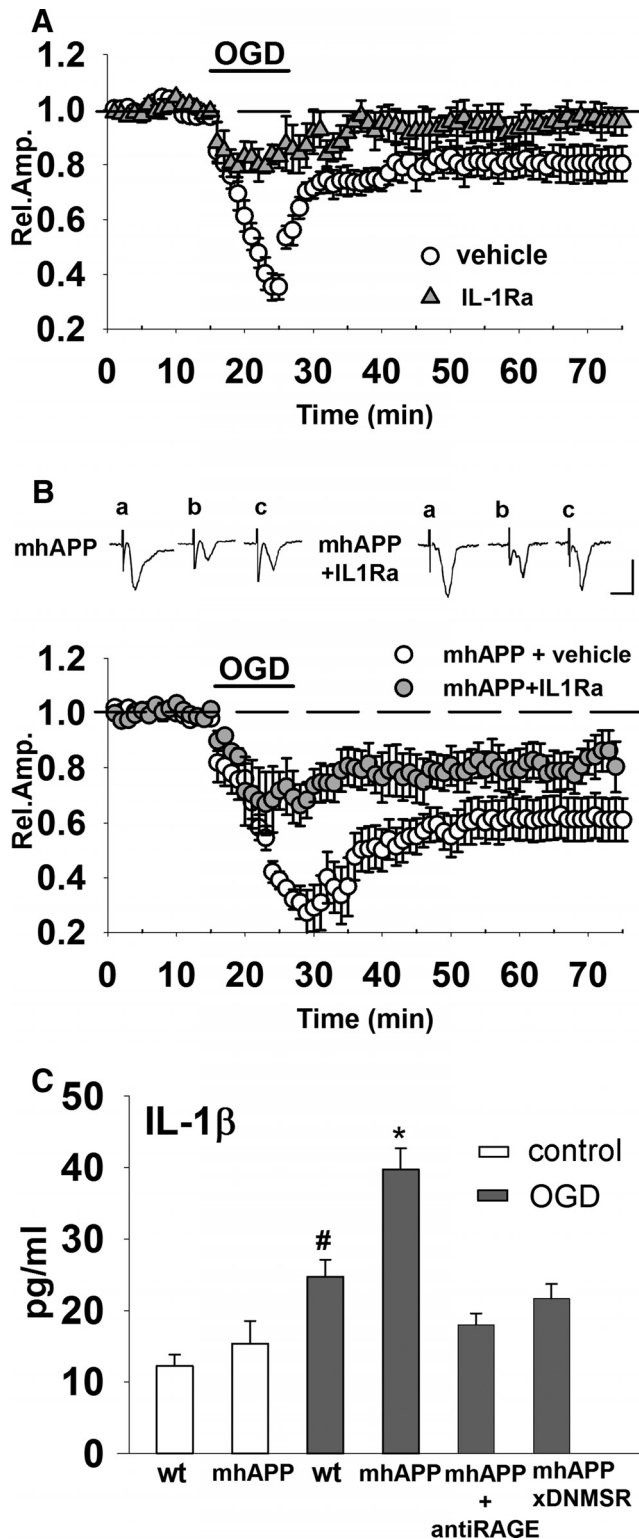 A
OGD
1.2
1.0
0.8
0.6
0.4
0.2
Rel.Amp.
vehicle
IL-1Ra
0 10 20 30 40 50 60 70
Time (min)
B
a b c
mhAPP
a b c
mhAPP
+IL1Ra
OGD
mhAPP + vehicle
mhAPP+IL1Ra
1.2
1.0
0.8
0.6
0.4
0.2
Rel.Amp.
0 10 20 30 40 50 60 70
Time (min)
C
IL-1β
50
40
30
20
10
0
pg/ml
#
*
control
OGD
wt
mhAPP
wt
mhAPP
mhAPP
+
antiRAGE
mhAPP
xDNMSR